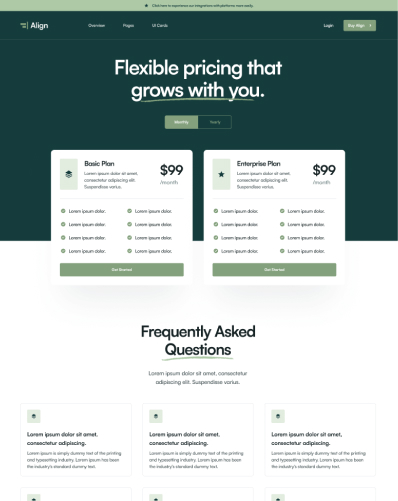 Click here to experience our integrations with platforms more easily.
Align
Overview Pages UI Cards
Login Buy Align
Flexible pricing that
grows with you.
Monthly Yearly
Basic Plan
Lorem ipsum dolor sit amet,
consectetur adipiscing elit.
Suspendisse varius.
$99
/month
Lorem ipsum dolor. Lorem ipsum dolor.
Lorem ipsum dolor. Lorem ipsum dolor.
Lorem ipsum dolor. Lorem ipsum dolor.
Lorem ipsum dolor. Lorem ipsum dolor.
Get Started
Enterprise Plan
Lorem ipsum dolor sit amet,
consectetur adipiscing elit.
Suspendisse varius.
$99
/month
Lorem ipsum dolor. Lorem ipsum dolor.
Lorem ipsum dolor. Lorem ipsum dolor.
Lorem ipsum dolor. Lorem ipsum dolor.
Lorem ipsum dolor. Lorem ipsum dolor.
Get Started
Frequently Asked
Questions
Lorem ipsum dolor sit amet, consectetur
adipiscing elit. Suspendisse varius.
Lorem ipsum dolor sit amet,
consectetur adipiscing.
Lorem Ipsum is simply dummy text of the printing
and typesetting industry. Lorem Ipsum has been
the industry's standard dummy text.
Lorem ipsum dolor sit amet,
consectetur adipiscing.
Lorem Ipsum is simply dummy text of the printing
and typesetting industry. Lorem Ipsum has been
the industry's standard dummy text.
Lorem ipsum dolor sit amet,
consectetur adipiscing.
Lorem Ipsum is simply dummy text of the printing
and typesetting industry. Lorem Ipsum has been
the industry's standard dummy text.